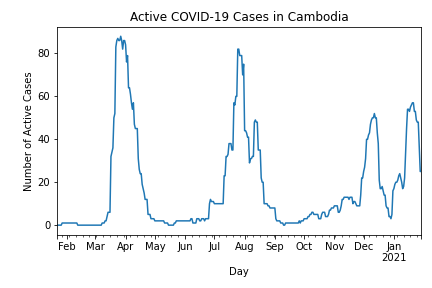 Active COVID-19 Cases in Cambodia
Number of Active Cases
80
60
40
20
0
Feb Mar Apr May Jun Jul Aug Sep Oct Nov Dec Jan
2021
Day